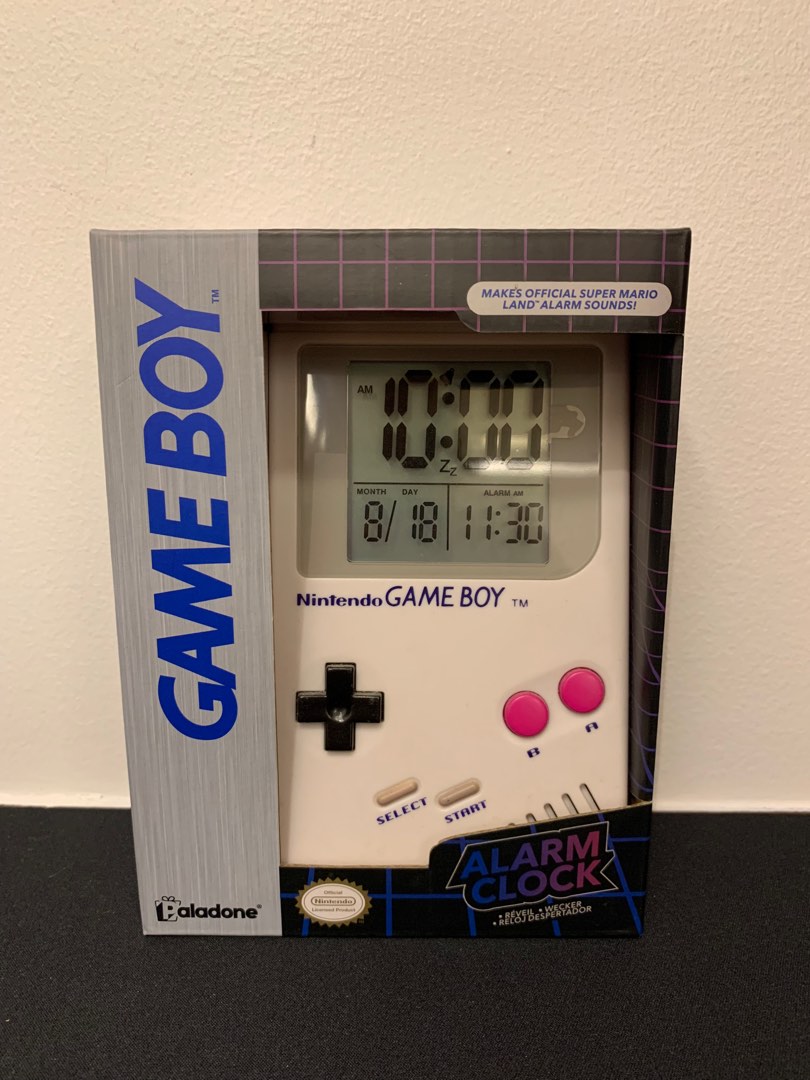 GAME BOY™
MAKES OFFICIAL SUPER MARIO
LAND™ ALARM SOUNDS!
AM
10:00
Zz
MONTH DAY ALARM AM
8/18 11:30
Nintendo GAME BOY TM
B A
SELECT START
ALARM
CLOCK
• RÉVEIL • WECKER
• RELOJ DESPERTADOR
Paladone®
Official
Nintendo
Licensed Product